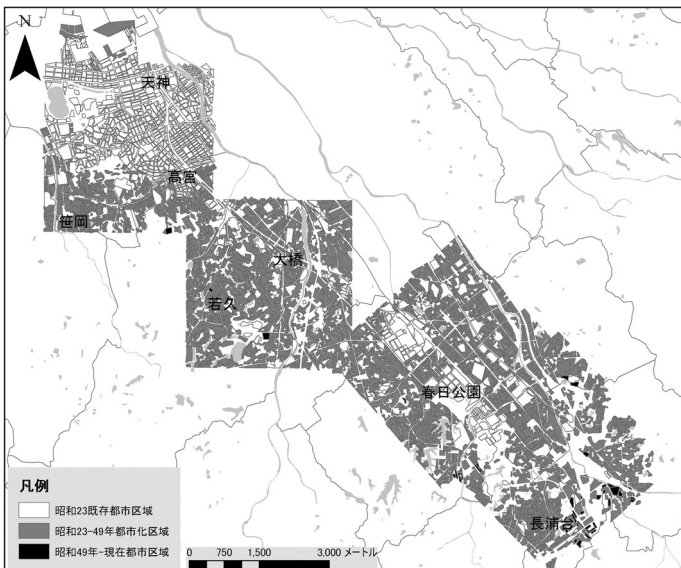 N
天神
高宮
笹岡
大橋
若久
春日公園
長浦台
凡例
昭和23既存都市区域
昭和23-49年都市化区域
昭和49年-現在都市区域
0 750 1,500 3,000 メートル